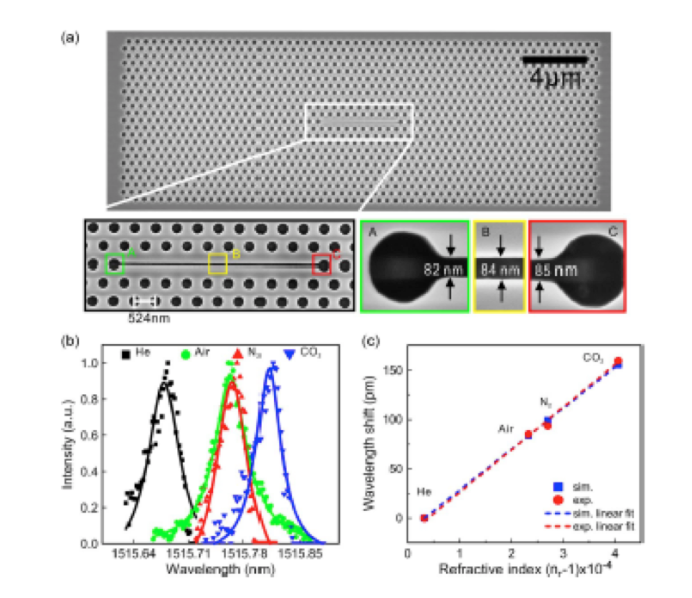 (a)
4μm
A
B
C
524nm
A
82 nm
B
84 nm
C
85 nm
(b)
He
Air
N₂
CO₂
1.0
0.8
0.6
0.4
0.2
0.0
Intensity (a.u.)
1515.64
1515.71
1515.78
1515.85
Wavelength (nm)
(c)
150
100
50
0
Wavelength shift (pm)
He
Air
N₂
CO₂
sim.
exp.
sim. linear fit
exp. linear fit
0
1
2
3
4
Refractive index (nᵣ-1)x10⁻⁴